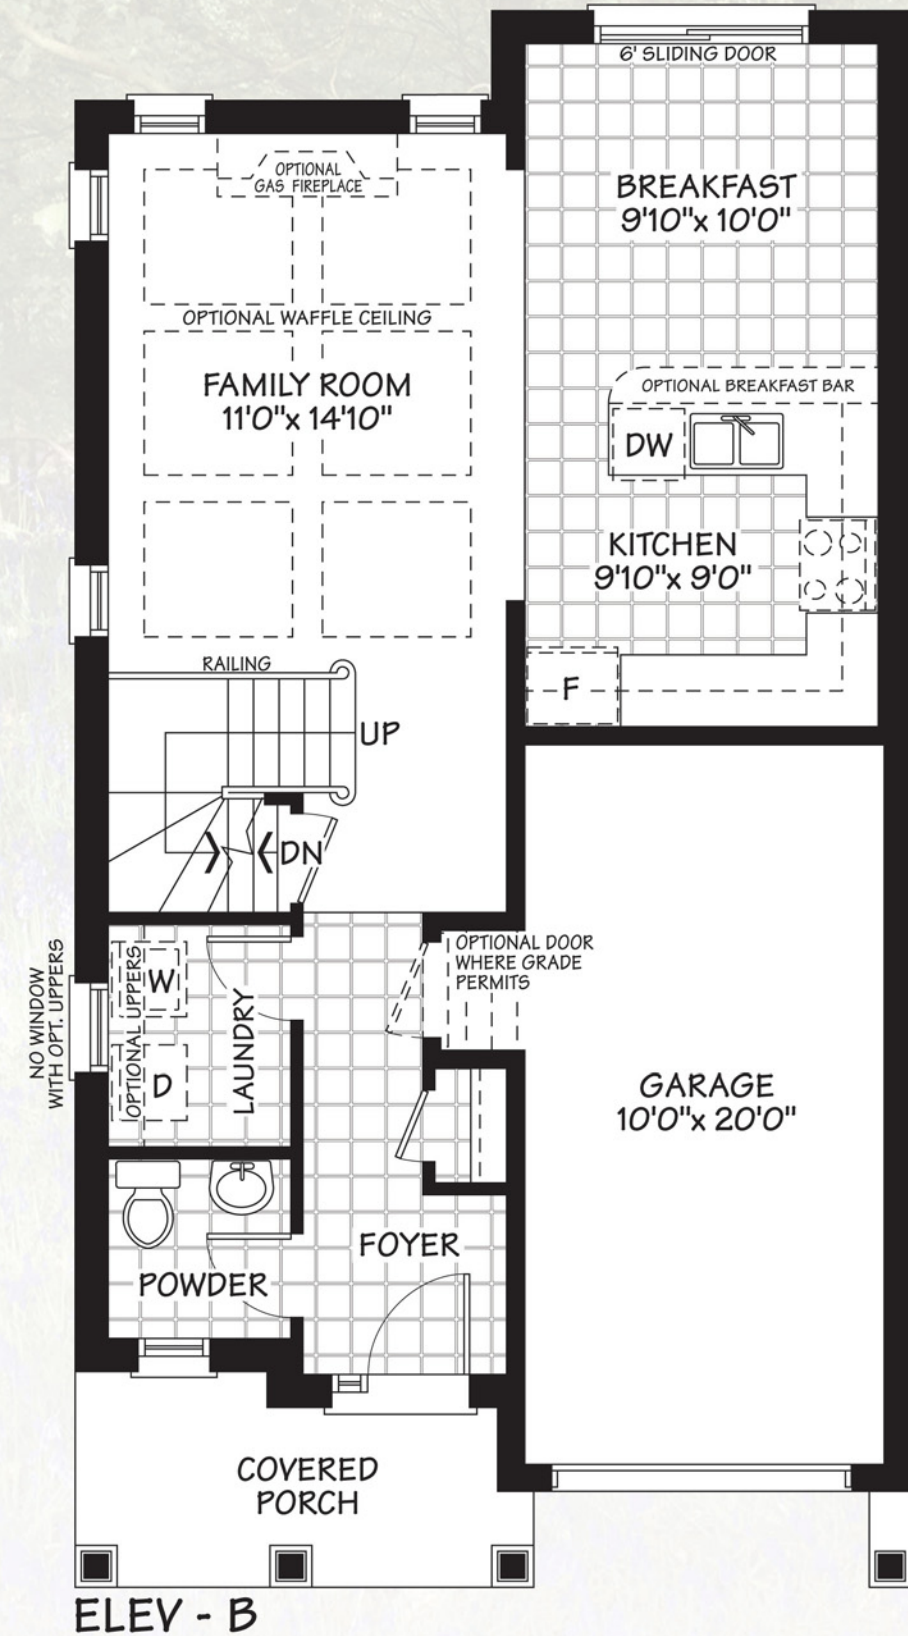 6' SLIDING DOOR
BREAKFAST
9'10"x 10'0"
OPTIONAL
GAS FIREPLACE
OPTIONAL WAFFLE CEILING
FAMILY ROOM
11'0"x 14'10"
OPTIONAL BREAKFAST BAR
DW
KITCHEN
9'10"x 9'0"
F
RAILING
UP
DN
OPTIONAL DOOR
WHERE GRADE
PERMITS
NO WINDOW
WITH OPT. UPPERS
OPTIONAL UPPERS
W
D
LAUNDRY
GARAGE
10'0"x 20'0"
FOYER
POWDER
COVERED
PORCH
ELEV - B